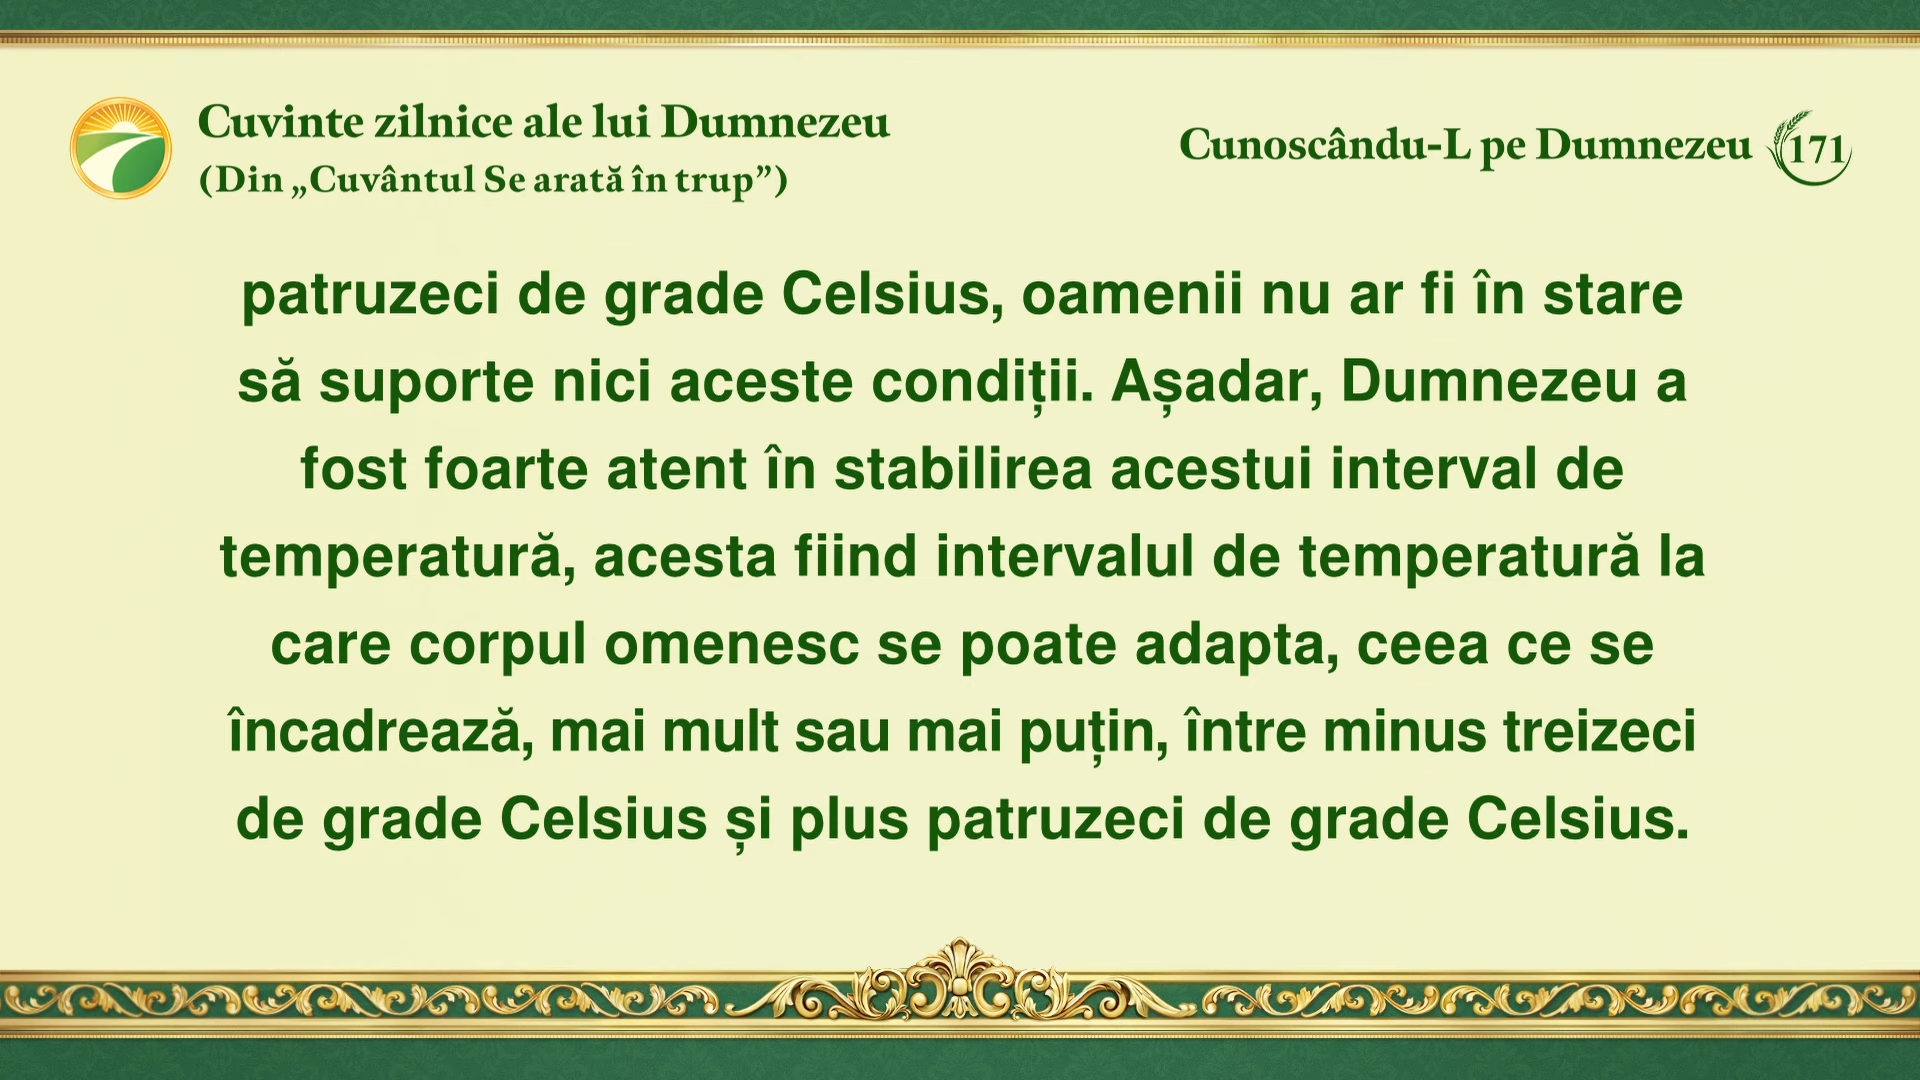 Cuvinte zilnice ale lui Dumnezeu
(Din „Cuvântul Se arată în trup”)
Cunoscându-L pe Dumnezeu 171
patruzeci de grade Celsius, oamenii nu ar fi în stare
să suporte nici aceste condiții. Așadar, Dumnezeu a
fost foarte atent în stabilirea acestui interval de
temperatură, acesta fiind intervalul de temperatură la
care corpul omenesc se poate adapta, ceea ce se
încadrează, mai mult sau mai puțin, între minus treizeci
de grade Celsius și plus patruzeci de grade Celsius.